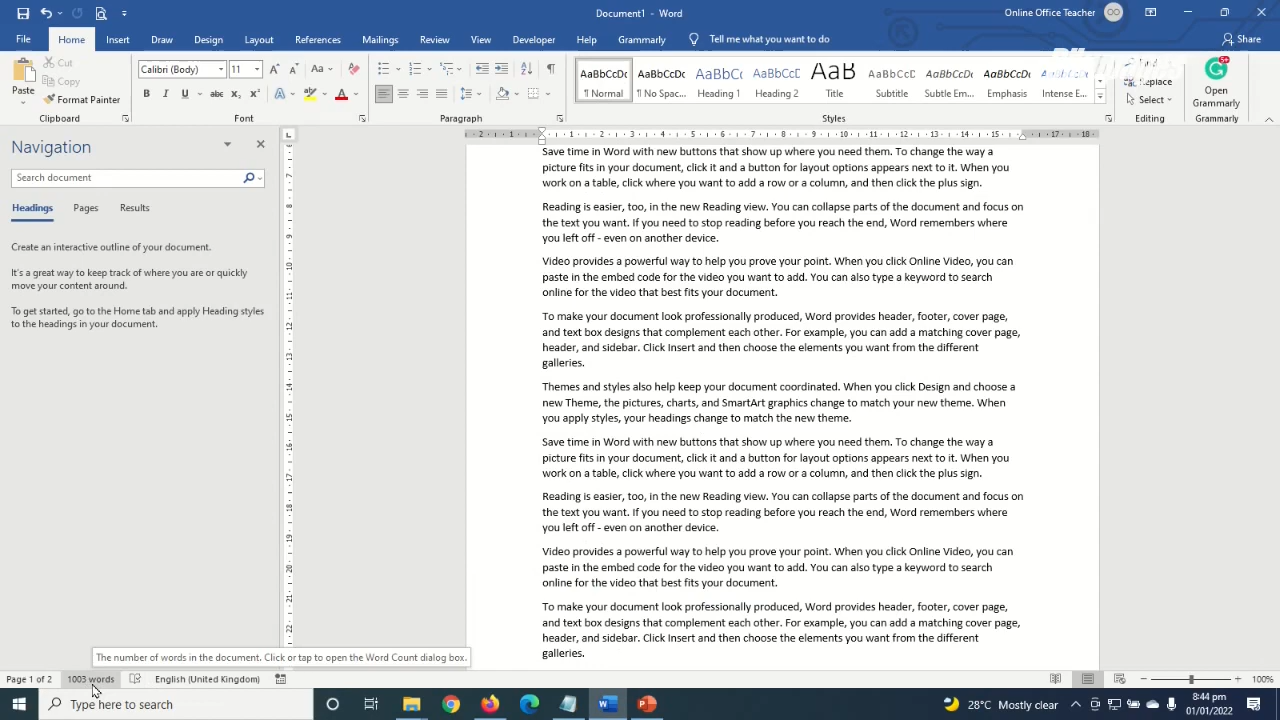 Document1 - Word
Online Office Teacher
OO
File
Home
Insert
Draw
Design
Layout
References
Mailings
Review
View
Developer
Help
Grammarly
Tell me what you want to do
Share
Paste
Cut
Copy
Format Painter
Clipboard
Calibri (Body)
11
Font
Paragraph
AaBbCcDc
¶ Normal
AaBbCcDc
¶ No Spac...
AaBbC(
Heading 1
AaBbCcD
Heading 2
AaB
Title
AaBbCcD
Subtitle
AaBbCcDc
Subtle Em...
AaBbCcDc
Emphasis
Intense E...
Styles
Select
Editing
Open
Grammarly
Grammarly
Navigation
Search document
Headings
Pages
Results
Create an interactive outline of your document.
It's a great way to keep track of where you are or quickly
move your content around.
To get started, go to the Home tab and apply Heading styles
to the headings in your document.
2 1 1 2 3 4 5 6 7 8 9 10 11 12 13 14 15 17 18
Save time in Word with new buttons that show up where you need them. To change the way a
picture fits in your document, click it and a button for layout options appears next to it. When you
work on a table, click where you want to add a row or a column, and then click the plus sign.
Reading is easier, too, in the new Reading view. You can collapse parts of the document and focus on
the text you want. If you need to stop reading before you reach the end, Word remembers where
you left off - even on another device.
Video provides a powerful way to help you prove your point. When you click Online Video, you can
paste in the embed code for the video you want to add. You can also type a keyword to search
online for the video that best fits your document.
To make your document look professionally produced, Word provides header, footer, cover page,
and text box designs that complement each other. For example, you can add a matching cover page,
header, and sidebar. Click Insert and then choose the elements you want from the different
galleries.
Themes and styles also help keep your document coordinated. When you click Design and choose a
new Theme, the pictures, charts, and SmartArt graphics change to match your new theme. When
you apply styles, your headings change to match the new theme.
Save time in Word with new buttons that show up where you need them. To change the way a
picture fits in your document, click it and a button for layout options appears next to it. When you
work on a table, click where you want to add a row or a column, and then click the plus sign.
Reading is easier, too, in the new Reading view. You can collapse parts of the document and focus on
the text you want. If you need to stop reading before you reach the end, Word remembers where
you left off - even on another device.
Video provides a powerful way to help you prove your point. When you click Online Video, you can
paste in the embed code for the video you want to add. You can also type a keyword to search
online for the video that best fits your document.
To make your document look professionally produced, Word provides header, footer, cover page,
and text box designs that complement each other. For example, you can add a matching cover page,
header, and sidebar. Click Insert and then choose the elements you want from the different
galleries.
The number of words in the document. Click or tap to open the Word Count dialog box.
Page 1 of 2
1003 words
English (United Kingdom)
100%
Type here to search
28°C Mostly clear
8:44 pm
01/01/2022